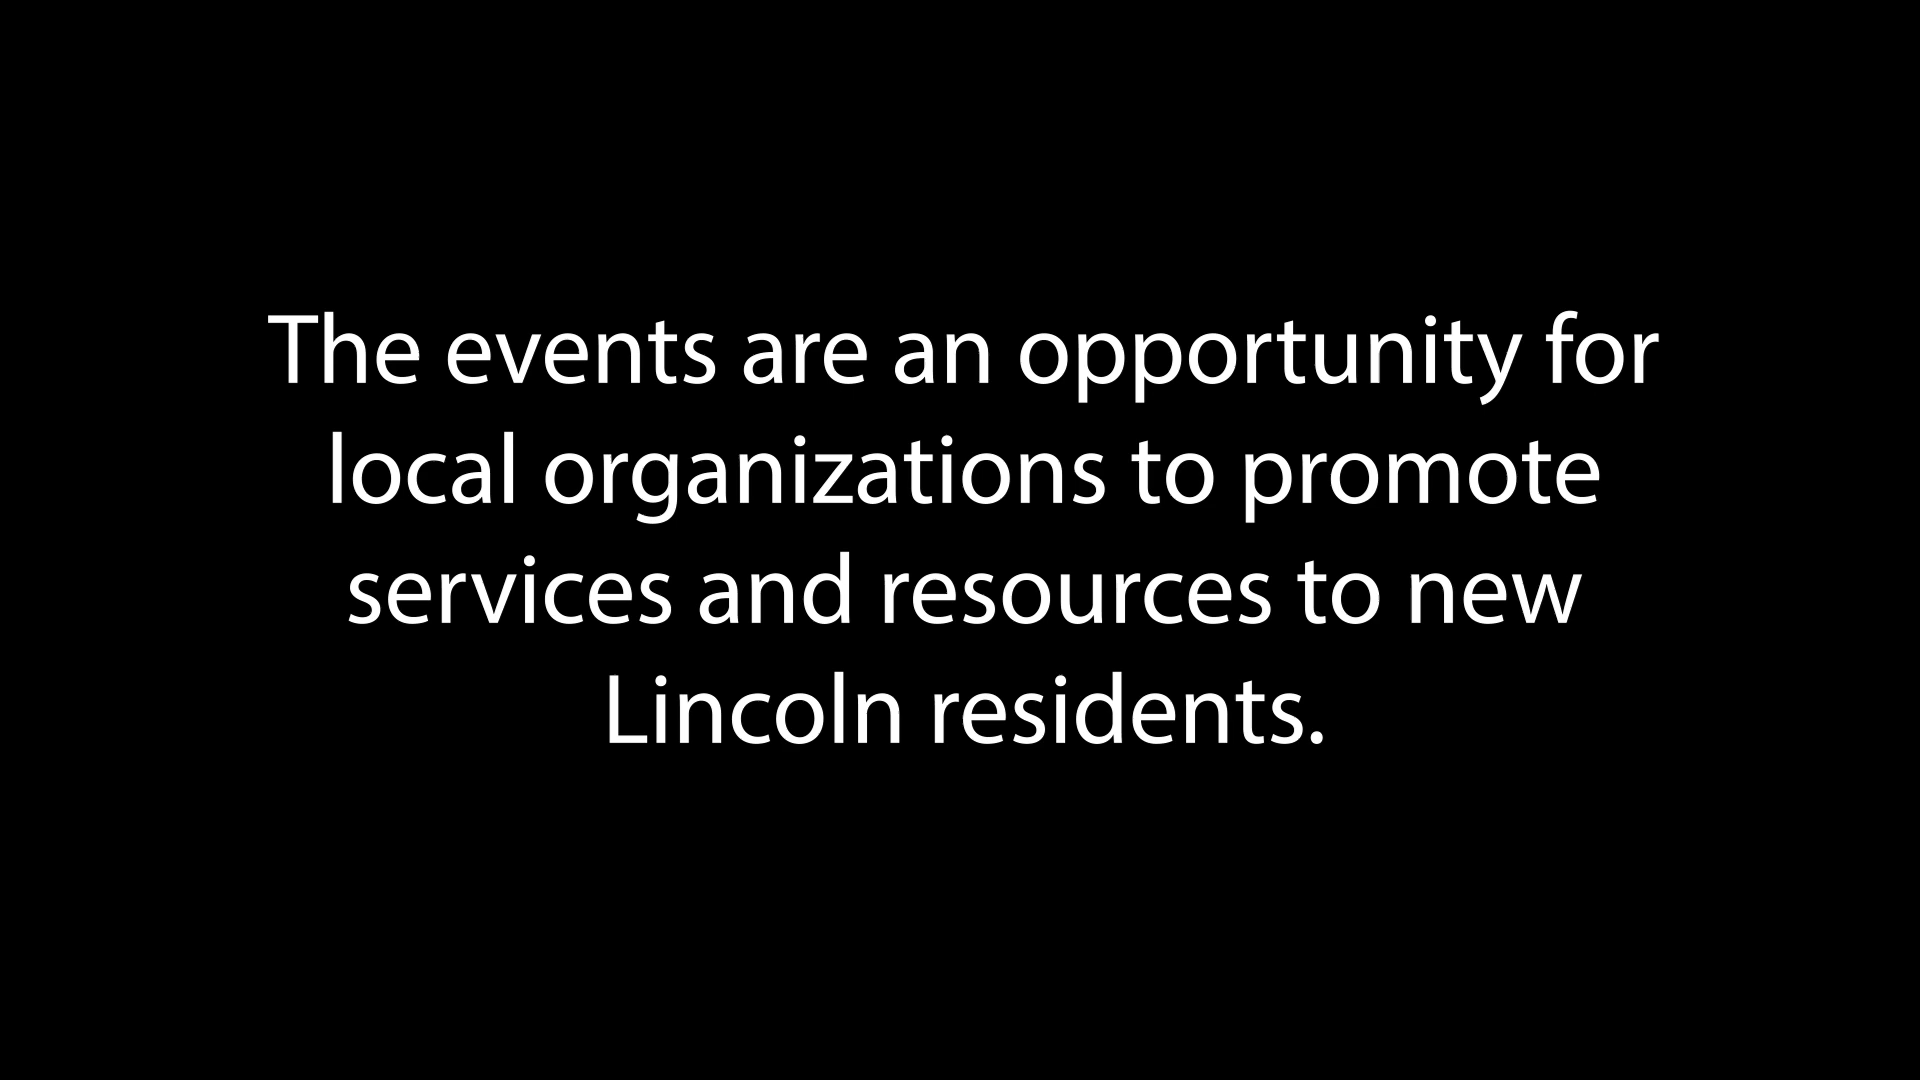 The events are an opportunity for
local organizations to promote
services and resources to new
Lincoln residents.